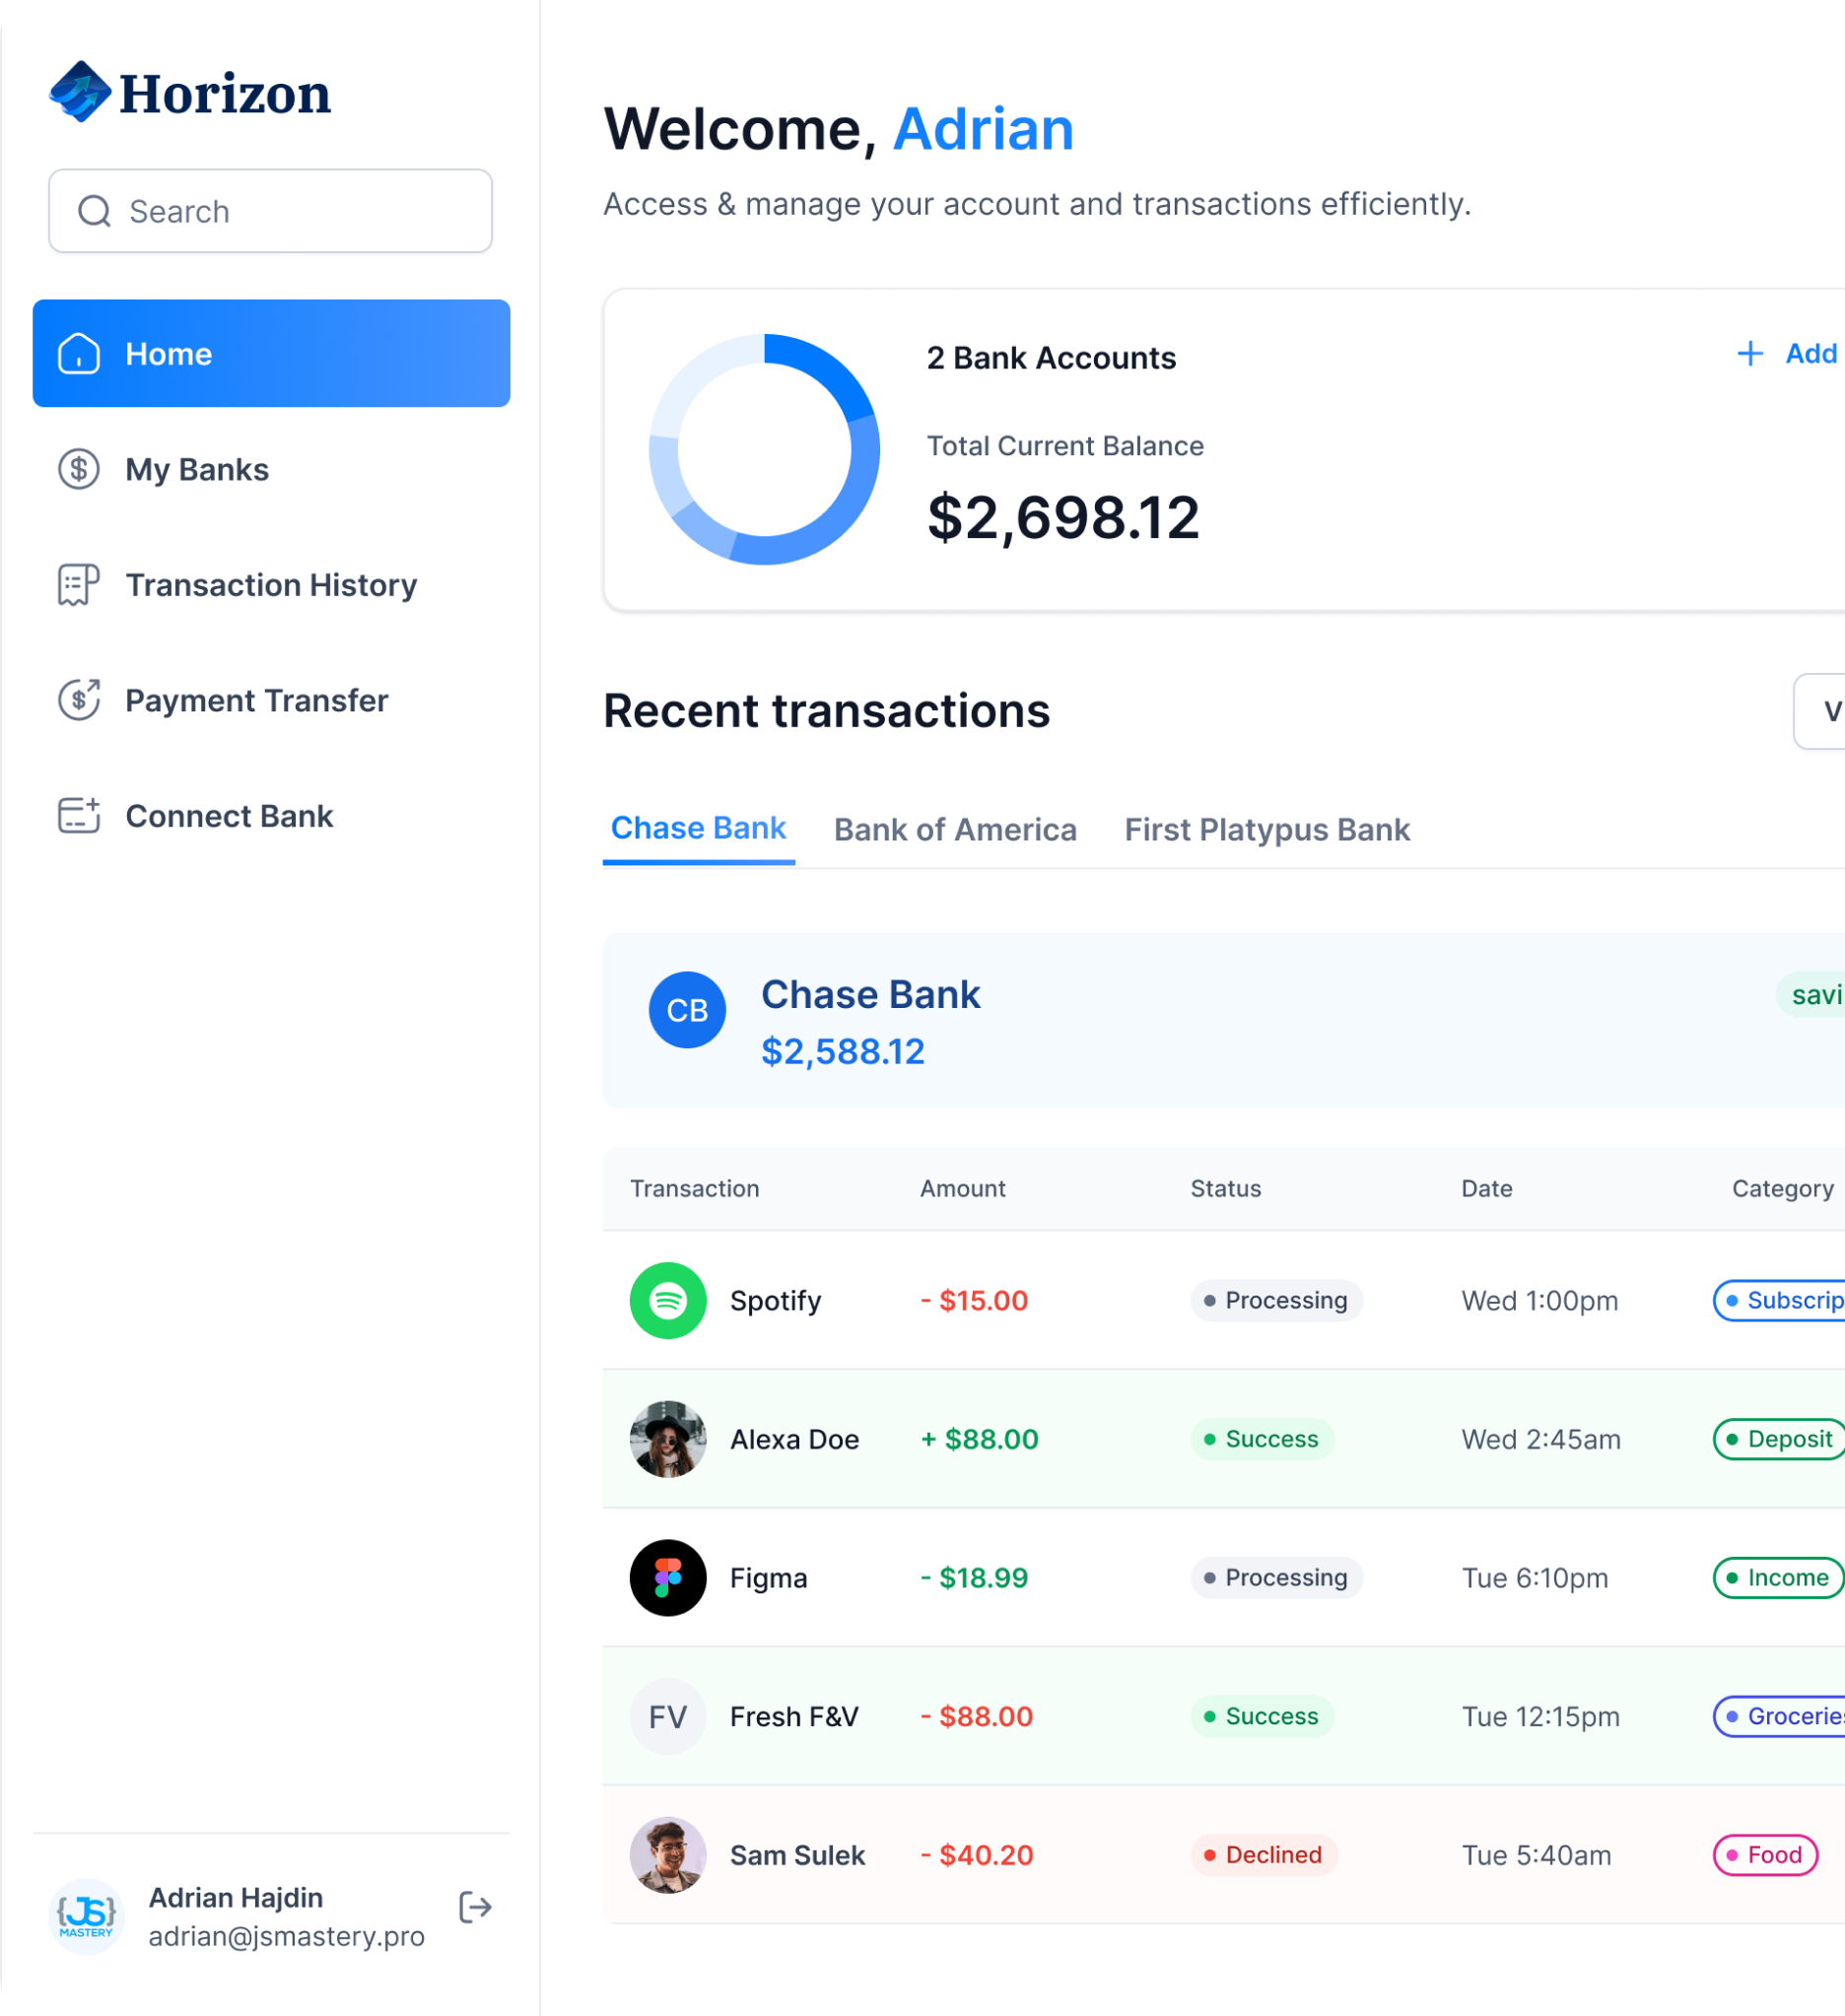 Horizon
Search
Home
My Banks
Transaction History
Payment Transfer
Connect Bank
{JS}
MASTERY
Adrian Hajdin
adrian@jsmastery.pro
Welcome, Adrian
Access & manage your account and transactions efficiently.
2 Bank Accounts
+ Add
Total Current Balance
$2,698.12
Recent transactions
V
Chase Bank Bank of America First Platypus Bank
CB Chase Bank savi
$2,588.12
Transaction Amount Status Date Category
Spotify - $15.00 Processing Wed 1:00pm Subscrip
Alexa Doe + $88.00 Success Wed 2:45am Deposit
Figma - $18.99 Processing Tue 6:10pm Income
FV Fresh F&V - $88.00 Success Tue 12:15pm Groceries
Sam Sulek - $40.20 Declined Tue 5:40am Food